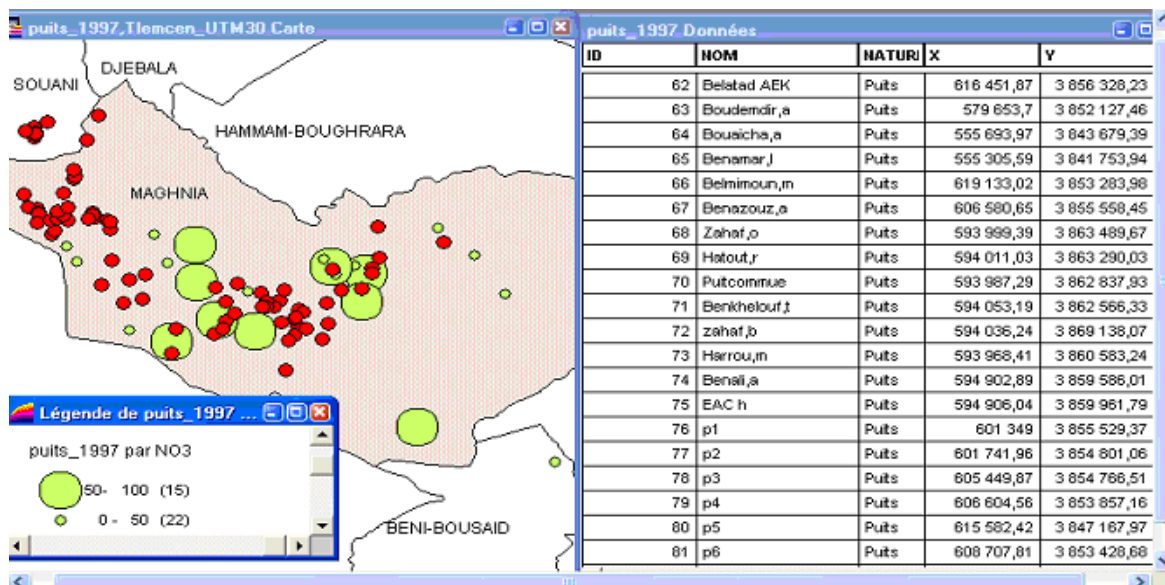 puits_1997,Tlemcen_UTM30 Carte
DJEBALA
SOUANI
HAMMAM-BOUGHRARA
MAGHNIA
BENI-BOUSAID
Légende de puits_1997 ...
puits_1997 par NO3
50- 100 (15)
0 - 50 (22)
puits_1997 Données
ID NOM NATURI X Y
62 Belatad AEK Puits 616 451,87 3 856 328,23
63 Boudemdir,a Puits 579 653,7 3 852 127,46
64 Bouaicha,a Puits 555 693,97 3 843 679,39
65 Benamar,l Puits 555 305,59 3 841 753,94
66 Belmimoun,m Puits 619 133,02 3 853 283,98
67 Benazouz,a Puits 606 580,65 3 855 558,45
68 Zahaf,o Puits 593 999,39 3 863 489,67
69 Hatout,r Puits 594 011,03 3 863 290,03
70 Puitcommue Puits 593 987,29 3 862 837,93
71 Benkhelouf,t Puits 594 053,19 3 862 566,33
72 zahaf,b Puits 594 036,24 3 869 138,07
73 Harrou,m Puits 593 968,41 3 860 583,24
74 Benali,a Puits 594 902,89 3 859 586,01
75 EAC h Puits 594 906,04 3 859 961,79
76 p1 Puits 601 349 3 855 529,37
77 p2 Puits 601 741,96 3 854 801,06
78 p3 Puits 605 449,87 3 854 766,51
79 p4 Puits 606 604,56 3 853 857,16
80 p5 Puits 615 582,42 3 847 167,97
81 p6 Puits 608 707,81 3 853 428,68